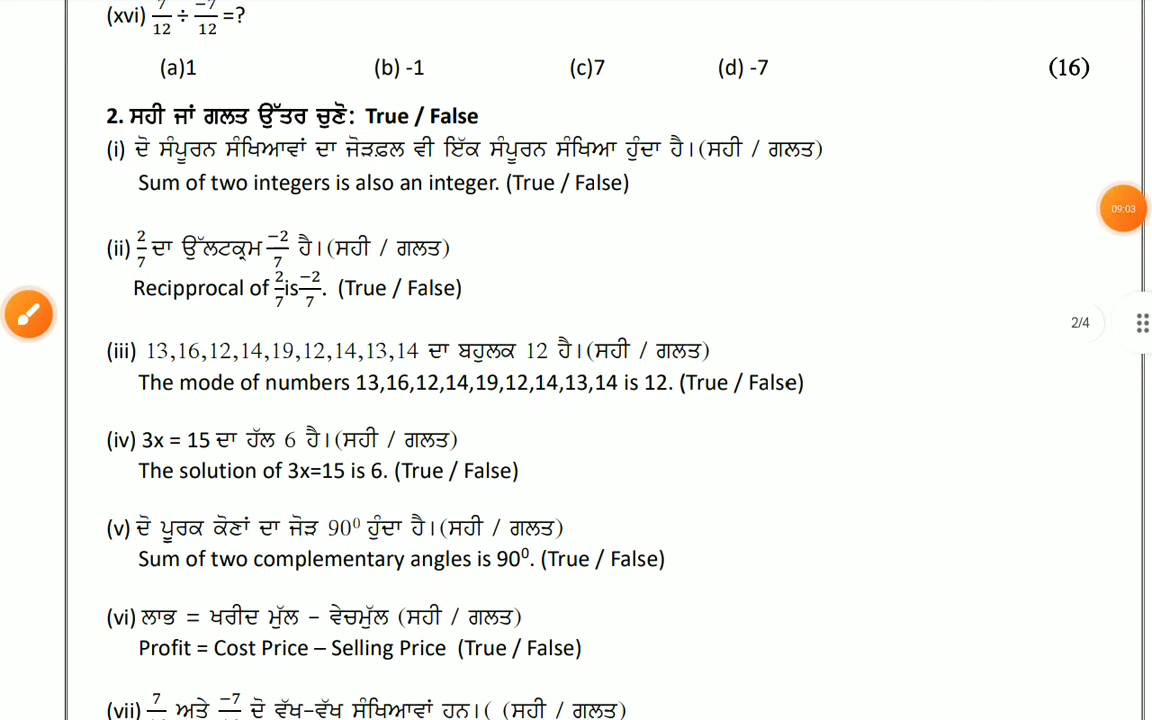 (xvi) 7/12 ÷ -7/12 =?
(a)1 (b) -1 (c)7 (d) -7 (16)
2. ਸਹੀ ਜਾਂ ਗਲਤ ਉੱਤਰ ਚੁਣੋ: True / False
(i) ਦੋ ਸੰਪੂਰਨ ਸੰਖਿਆਵਾਂ ਦਾ ਜੋੜਫ਼ਲ ਵੀ ਇੱਕ ਸੰਪੂਰਨ ਸੰਖਿਆ ਹੁੰਦਾ ਹੈ।(ਸਹੀ / ਗਲਤ)
Sum of two integers is also an integer. (True / False)
09:03
(ii) 2/7 ਦਾ ਉੱਲਟਕ੍ਰਮ -2/7 ਹੈ।(ਸਹੀ / ਗਲਤ)
Recipprocal of 2/7 is -2/7. (True / False)
2/4
(iii) 13,16,12,14,19,12,14,13,14 ਦਾ ਬਹੁਲਕ 12 ਹੈ।(ਸਹੀ / ਗਲਤ)
The mode of numbers 13,16,12,14,19,12,14,13,14 is 12. (True / False)
(iv) 3x = 15 ਦਾ ਹੱਲ 6 ਹੈ।(ਸਹੀ / ਗਲਤ)
The solution of 3x=15 is 6. (True / False)
(v) ਦੋ ਪੂਰਕ ਕੋਣਾਂ ਦਾ ਜੋੜ 90⁰ ਹੁੰਦਾ ਹੈ।(ਸਹੀ / ਗਲਤ)
Sum of two complementary angles is 90⁰. (True / False)
(vi) ਲਾਭ = ਖਰੀਦ ਮੁੱਲ – ਵੇਚਮੁੱਲ (ਸਹੀ / ਗਲਤ)
Profit = Cost Price – Selling Price (True / False)
(vii) 7 ਅਤੇ -7 ਦੋ ਵੱਖ-ਵੱਖ ਸੰਖਿਆਵਾਂ ਹਨ।( (ਸਹੀ / ਗਲਤ)